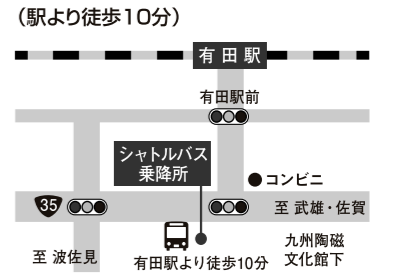 (駅より徒歩10分)
有田駅
有田駅前
シャトルバス
乗降所
コンビニ
35
至 武雄・佐賀
至 波佐見
有田駅より徒歩10分
九州陶磁
文化館下